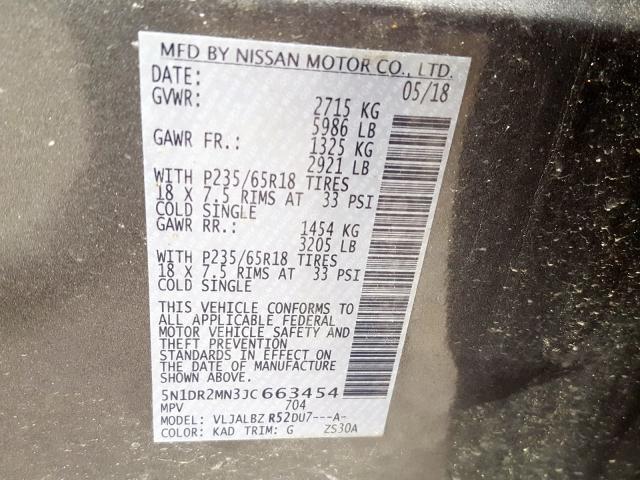 MFD BY NISSAN MOTOR CO., LTD.
DATE: 05/18
GVWR: 2715 KG
5986 LB
GAWR FR.: 1325 KG
2921 LB
WITH P235/65R18 TIRES
18 X 7.5 RIMS AT 33 PSI
COLD SINGLE
GAWR RR.: 1454 KG
3205 LB
WITH P235/65R18 TIRES
18 X 7.5 RIMS AT 33 PSI
COLD SINGLE
THIS VEHICLE CONFORMS TO
ALL APPLICABLE FEDERAL
MOTOR VEHICLE SAFETY AND
THEFT PREVENTION
STANDARDS IN EFFECT ON
THE DATE OF MANUFACTURE
SHOWN ABOVE.
5N1DR2MN3JC663454
MPV 704
MODEL: VLJALBZ R52DU7---A-
COLOR: KAD TRIM: G ZS30A